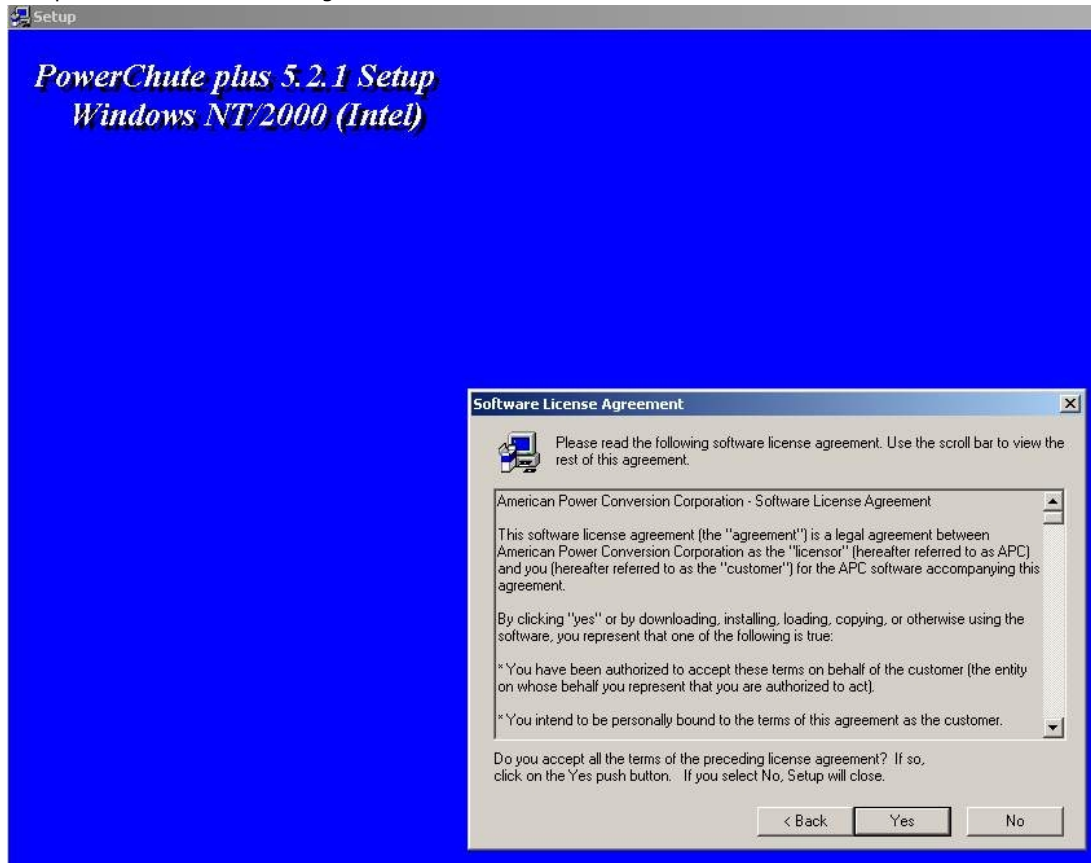 Setup
PowerChute plus 5.2.1 Setup
Windows NT/2000 (Intel)
Software License Agreement
Please read the following software license agreement. Use the scroll bar to view the
rest of this agreement.
American Power Conversion Corporation - Software License Agreement
This software license agreement (the "agreement") is a legal agreement between
American Power Conversion Corporation as the "licensor" (hereafter referred to as APC)
and you (hereafter referred to as the "customer") for the APC software accompanying this
agreement.
By clicking "yes" or by downloading, installing, loading, copying, or otherwise using the
software, you represent that one of the following is true:
* You have been authorized to accept these terms on behalf of the customer (the entity
on whose behalf you represent that you are authorized to act).
* You intend to be personally bound to the terms of this agreement as the customer.
Do you accept all the terms of the preceding license agreement? If so,
click on the Yes push button. If you select No, Setup will close.
< Back Yes No